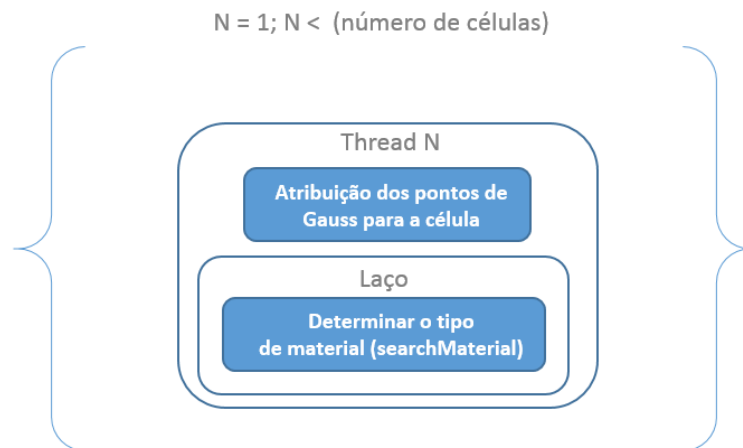 N = 1; N < (número de células)
Thread N
Atribuição dos pontos de
Gauss para a célula
Laço
Determinar o tipo
de material (searchMaterial)